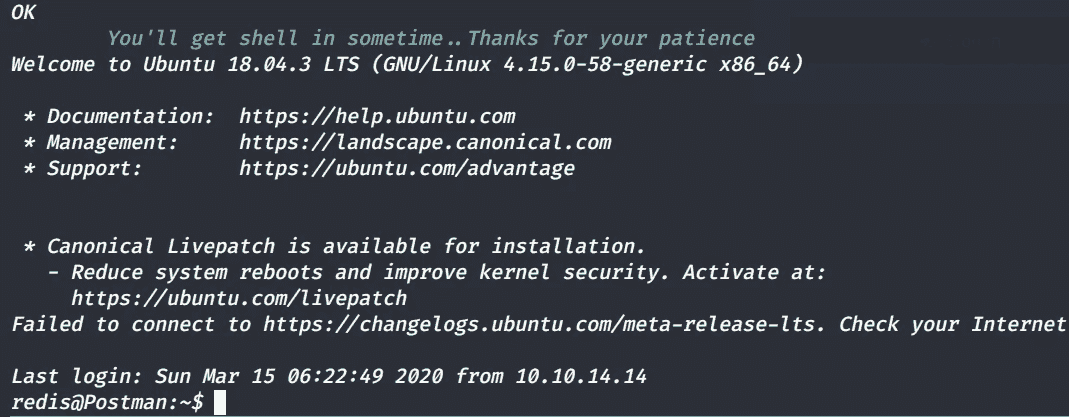 OK
You'll get shell in sometime..Thanks for your patience
Welcome to Ubuntu 18.04.3 LTS (GNU/Linux 4.15.0-58-generic x86_64)
* Documentation: https://help.ubuntu.com
* Management: https://landscape.canonical.com
* Support: https://ubuntu.com/advantage
* Canonical Livepatch is available for installation.
- Reduce system reboots and improve kernel security. Activate at:
https://ubuntu.com/livepatch
Failed to connect to https://changelogs.ubuntu.com/meta-release-lts. Check your Internet
Last login: Sun Mar 15 06:22:49 2020 from 10.10.14.14
redis@Postman:~$